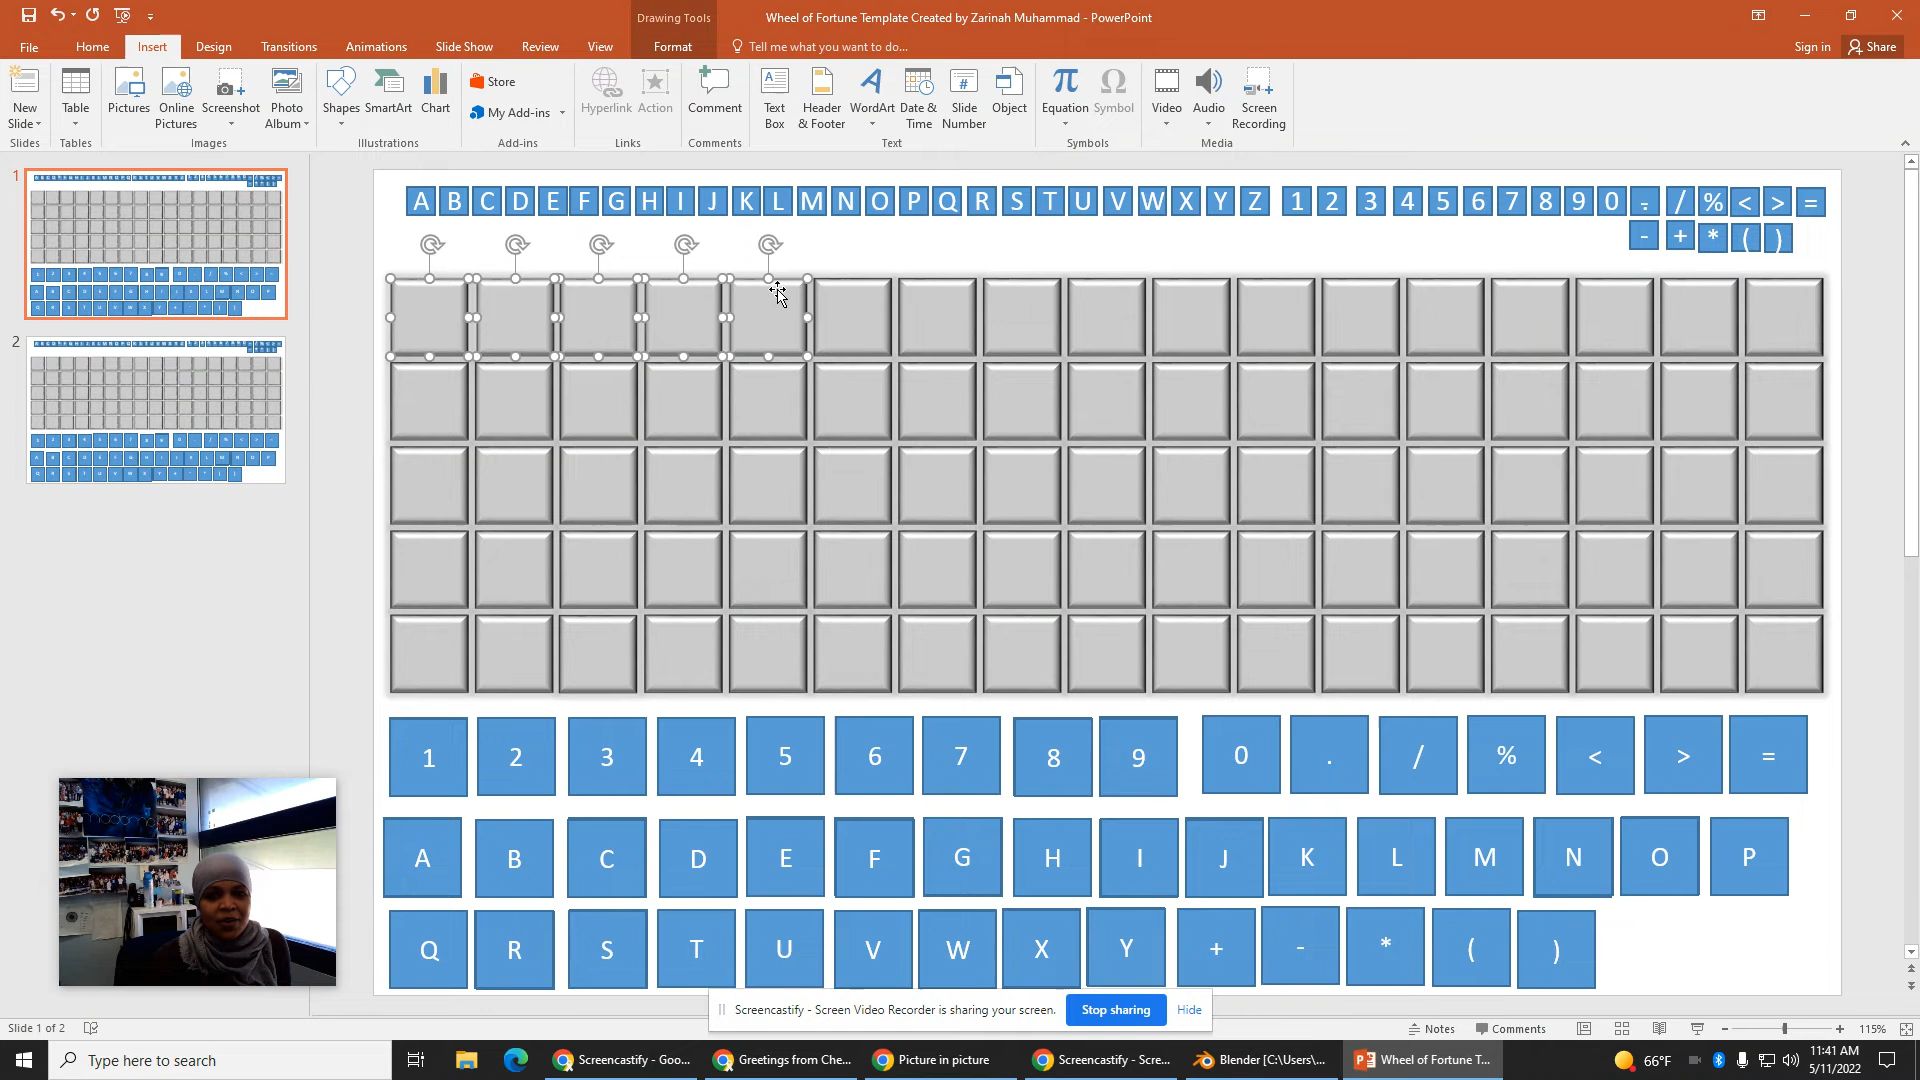 Drawing Tools
Wheel of Fortune Template Created by Zarinah Muhammad - PowerPoint
File Home Insert Design Transitions Animations Slide Show Review View Format Tell me what you want to do... Sign in Share
New Slide
Table
Pictures
Online Pictures
Screenshot
Photo Album
Shapes
SmartArt
Chart
Store
My Add-ins
Hyperlink
Action
Comment
Text Box
Header & Footer
WordArt
Date & Time
Slide Number
Object
Equation
Symbol
Video
Audio
Screen Recording
Slides Tables Images Illustrations Add-ins Links Comments Text Symbols Media
1
2
A B C D E F G H I J K L M N O P Q R S T U V W X Y Z 1 2 3 4 5 6 7 8 9 0 . / % < > =
- + * ( )
1 2 3 4 5 6 7 8 9 0 . / % < > =
A B C D E F G H I J K L M N O P
Q R S T U V W X Y + - * ( )
Screencastify - Screen Video Recorder is sharing your screen. Stop sharing Hide
Slide 1 of 2 Notes Comments 115%
Type here to search
Screencastify - Goo...
Greetings from Che...
Picture in picture
Screencastify - Scre...
Blender [C:\Users\...
Wheel of Fortune T...
66°F
11:41 AM
5/11/2022